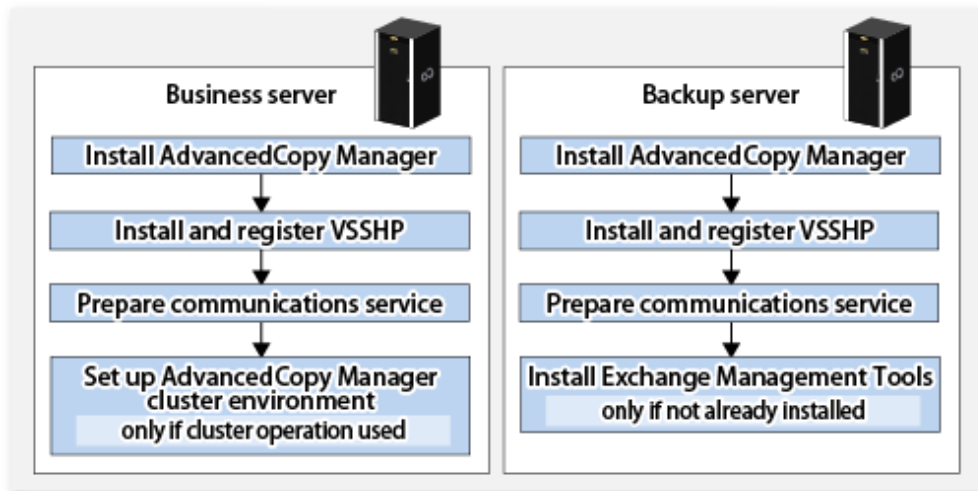 Business server
Install AdvancedCopy Manager
Install and register VSSHP
Prepare communications service
Set up AdvancedCopy Manager
cluster environment
only if cluster operation used
Backup server
Install AdvancedCopy Manager
Install and register VSSHP
Prepare communications service
Install Exchange Management Tools
only if not already installed